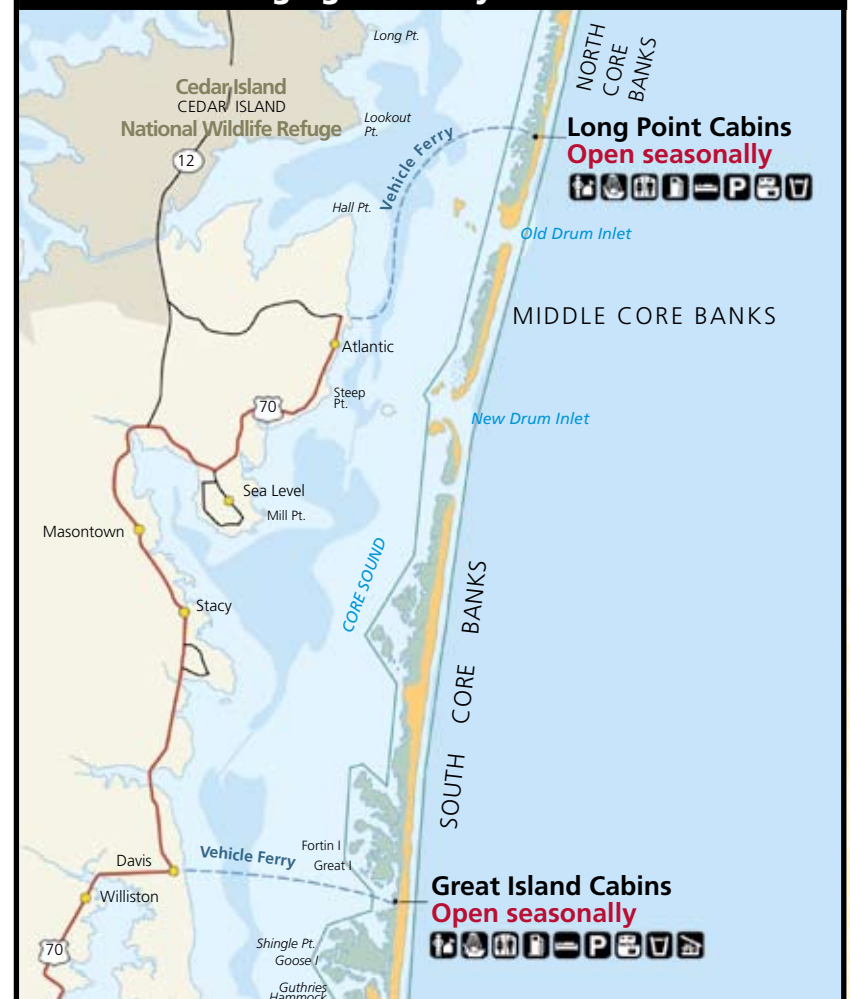 Long Pt.
NORTH
CORE
BANKS
Cedar Island
CEDAR ISLAND
National Wildlife Refuge
Lookout
Pt.
Vehicle Ferry
Long Point Cabins
Open seasonally
12
P
Hall Pt.
Old Drum Inlet
MIDDLE CORE BANKS
Atlantic
Steep
Pt.
70
New Drum Inlet
Sea Level
Mill Pt.
Masontown
CORE SOUND
Stacy
SOUTH CORE BANKS
Fortin I
Davis
Vehicle Ferry
Great I
Williston
Great Island Cabins
Open seasonally
P
70
Shingle Pt.
Goose I
Guthries
Hammock